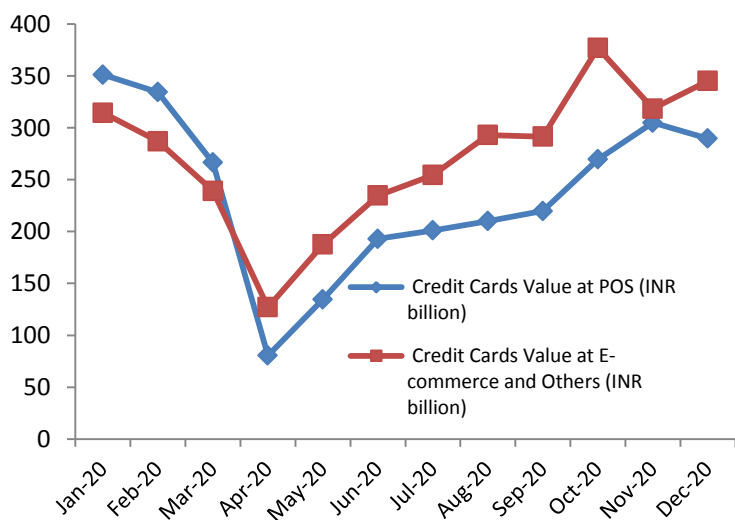 400
350
300
250
200
150
100
50
0
Credit Cards Value at POS (INR
billion)
Credit Cards Value at E-
commerce and Others (INR
billion)
Jan-20
Feb-20
Mar-20
Apr-20
May-20
Jun-20
Jul-20
Aug-20
Sep-20
Oct-20
Nov-20
Dec-20